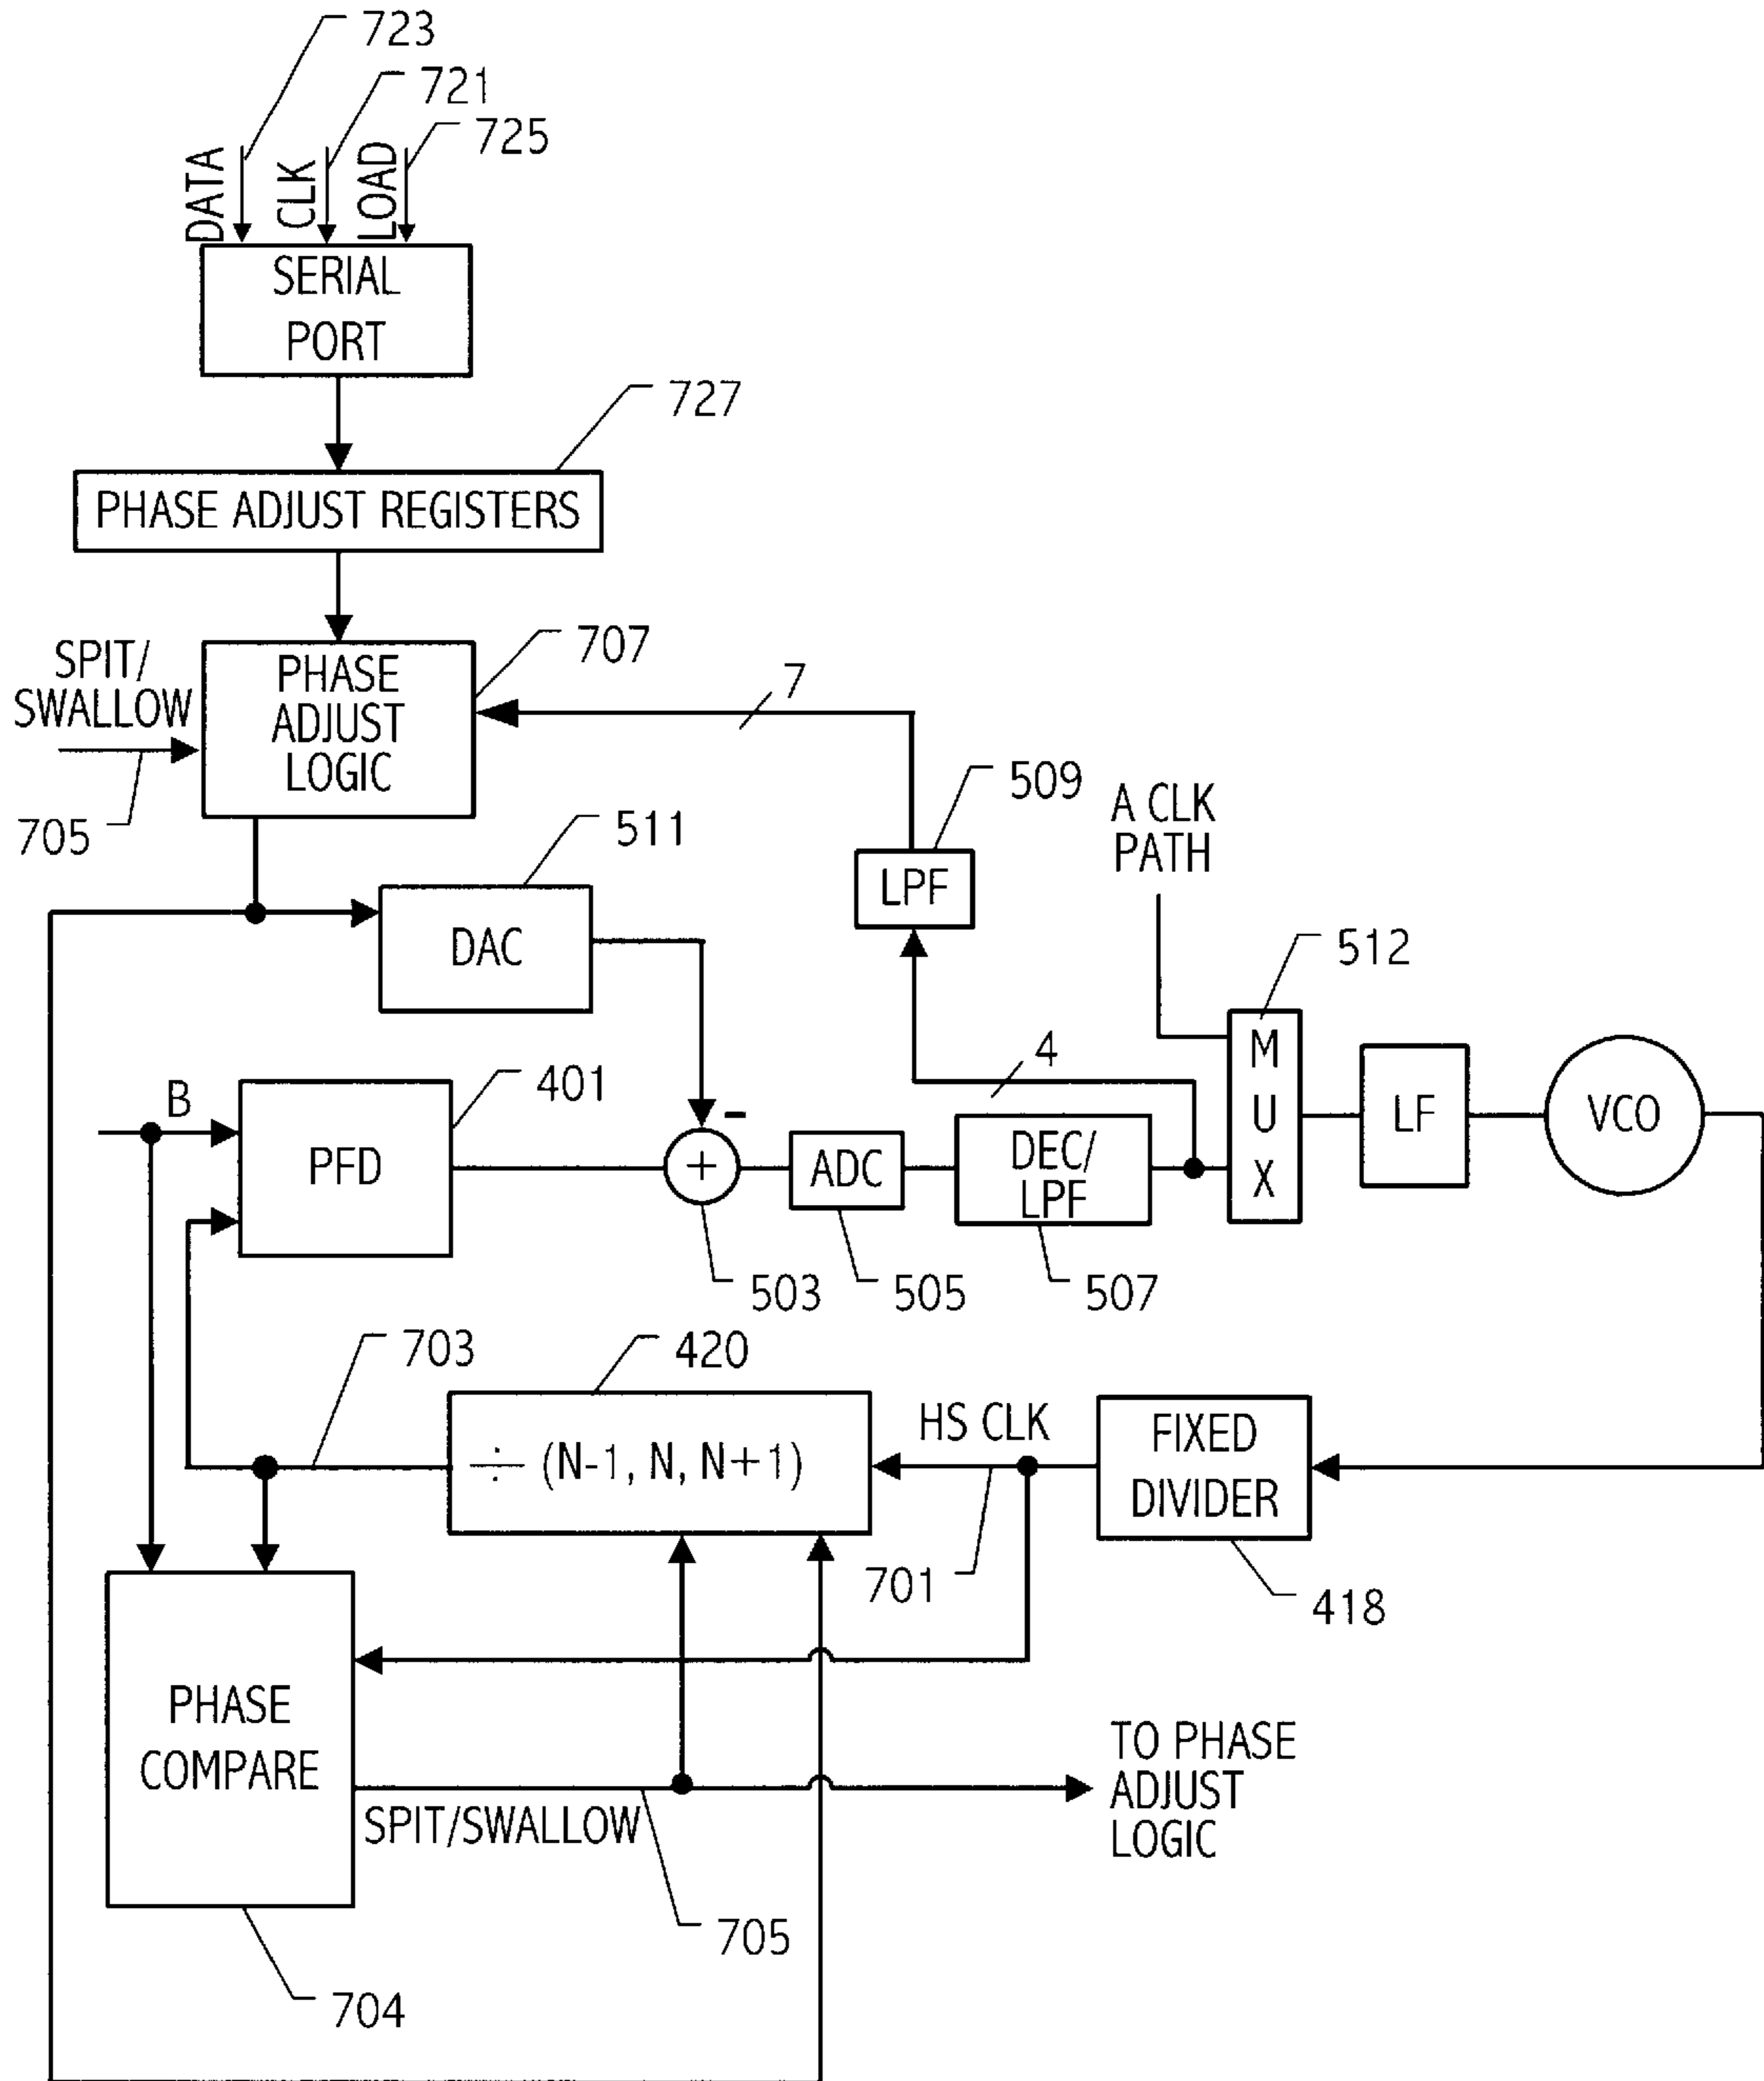 723
721
725
DATA
CLK
LOAD
SERIAL
PORT
727
PHASE ADJUST REGISTERS
707
SPIT/
SWALLOW
PHASE
ADJUST
LOGIC
7
705
509
A CLK
PATH
511
LPF
DAC
512
4
M
U
X
LF
VCO
B
401
-
PFD
+
ADC
DEC/
LPF
503
505
507
703
420
HS CLK
FIXED
DIVIDER
÷ (N-1, N, N+1)
701
418
PHASE
COMPARE
TO PHASE
ADJUST
LOGIC
SPIT/SWALLOW
705
704